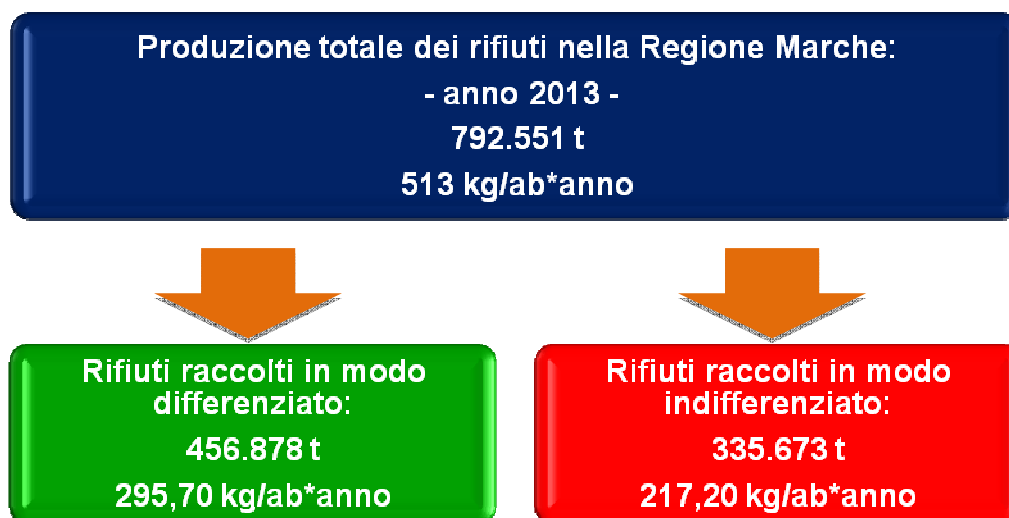 Produzione totale dei rifiuti nella Regione Marche:
- anno 2013 -
792.551 t
513 kg/ab*anno
Rifiuti raccolti in modo
differenziato:
456.878 t
295,70 kg/ab*anno
Rifiuti raccolti in modo
indifferenziato:
335.673 t
217,20 kg/ab*anno